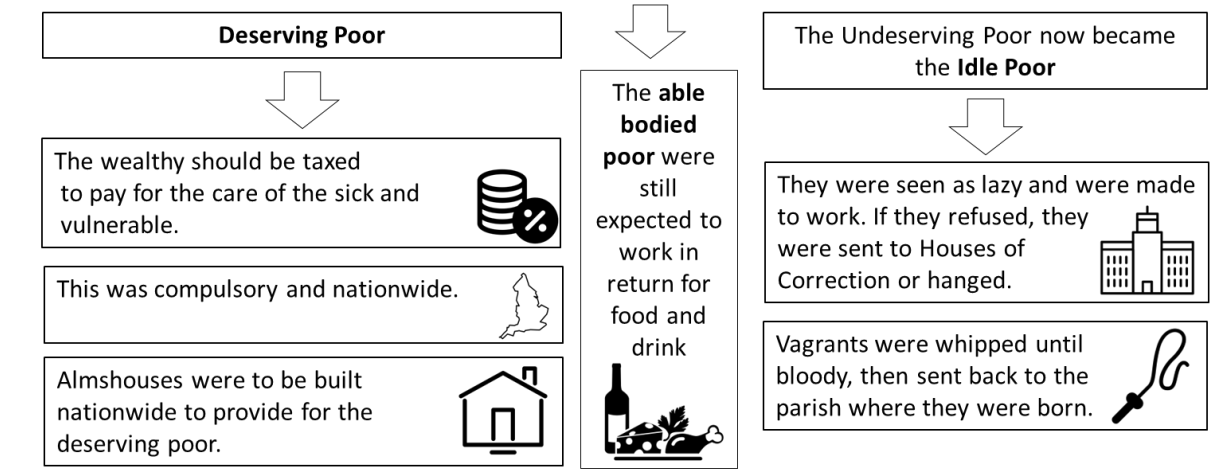 Deserving Poor
The wealthy should be taxed
to pay for the care of the sick and
vulnerable.
This was compulsory and nationwide.
Almshouses were to be built
nationwide to provide for the
deserving poor.
The able
bodied
poor were
still
expected to
work in
return for
food and
drink
The Undeserving Poor now became
the Idle Poor
They were seen as lazy and were made
to work. If they refused, they
were sent to Houses of
Correction or hanged.
Vagrants were whipped until
bloody, then sent back to the
parish where they were born.